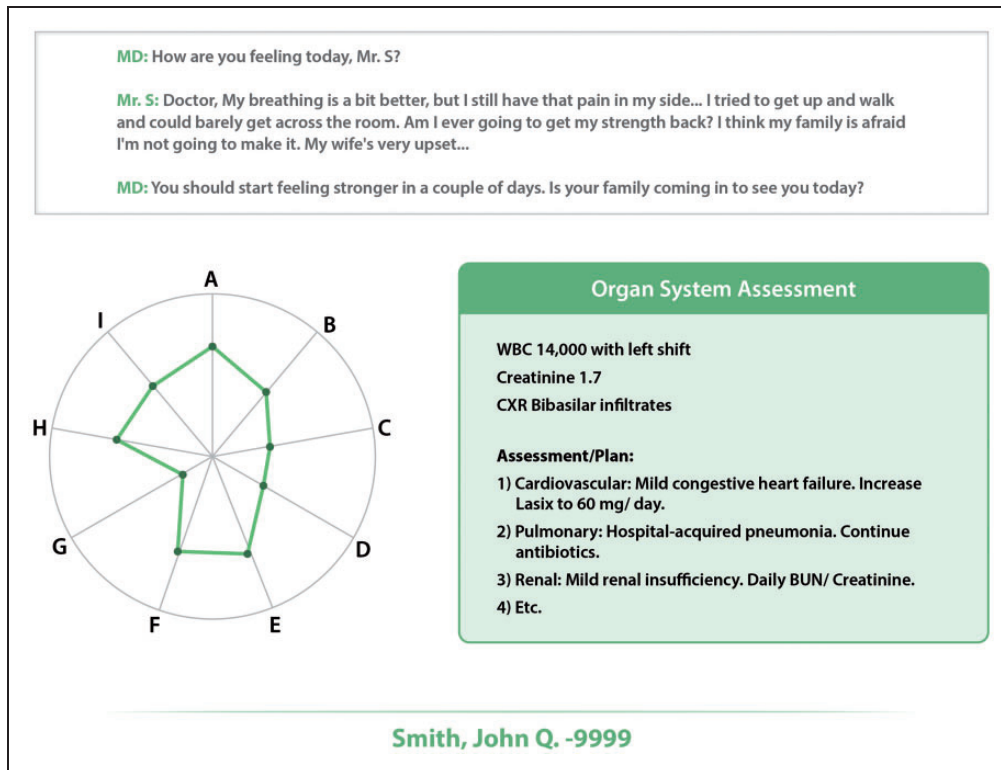 MD: How are you feeling today, Mr. S?
Mr. S: Doctor, My breathing is a bit better, but I still have that pain in my side... I tried to get up and walk
and could barely get across the room. Am I ever going to get my strength back? I think my family is afraid
I'm not going to make it. My wife's very upset...
MD: You should start feeling stronger in a couple of days. Is your family coming in to see you today?
A
B
C
D
E
F
G
H
I
Organ System Assessment
WBC 14,000 with left shift
Creatinine 1.7
CXR Bibasilar infiltrates
Assessment/Plan:
1) Cardiovascular: Mild congestive heart failure. Increase
Lasix to 60 mg/ day.
2) Pulmonary: Hospital-acquired pneumonia. Continue
antibiotics.
3) Renal: Mild renal insufficiency. Daily BUN/ Creatinine.
4) Etc.
Smith, John Q. -9999